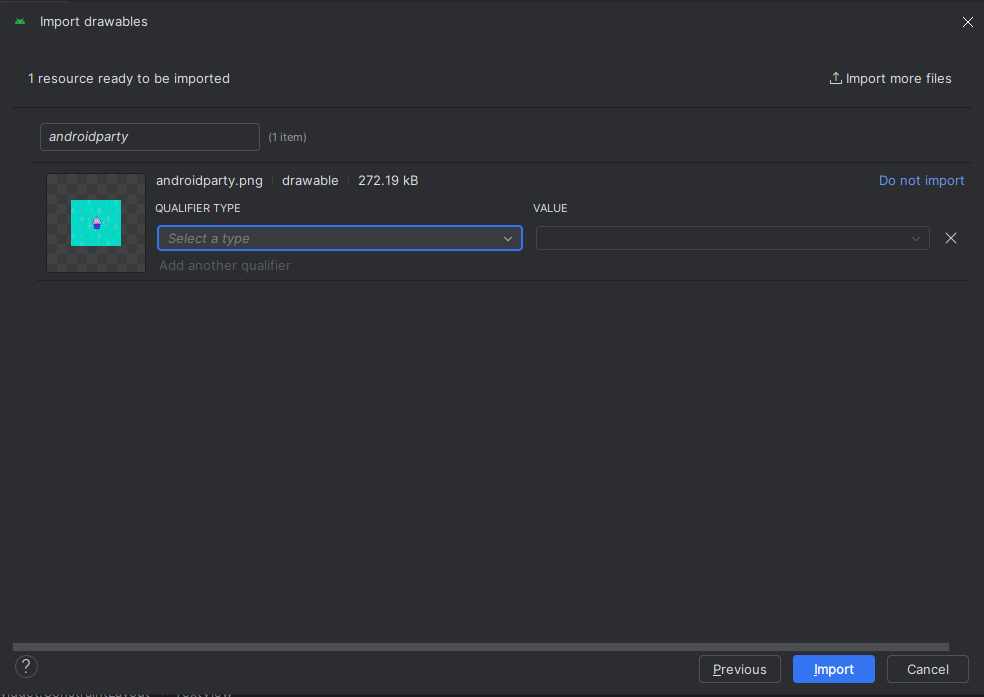 Import drawables
1 resource ready to be imported
Import more files
androidparty (1 item)
androidparty.png drawable 272.19 kB Do not import
QUALIFIER TYPE VALUE
Select a type
Add another qualifier
? Previous Import Cancel